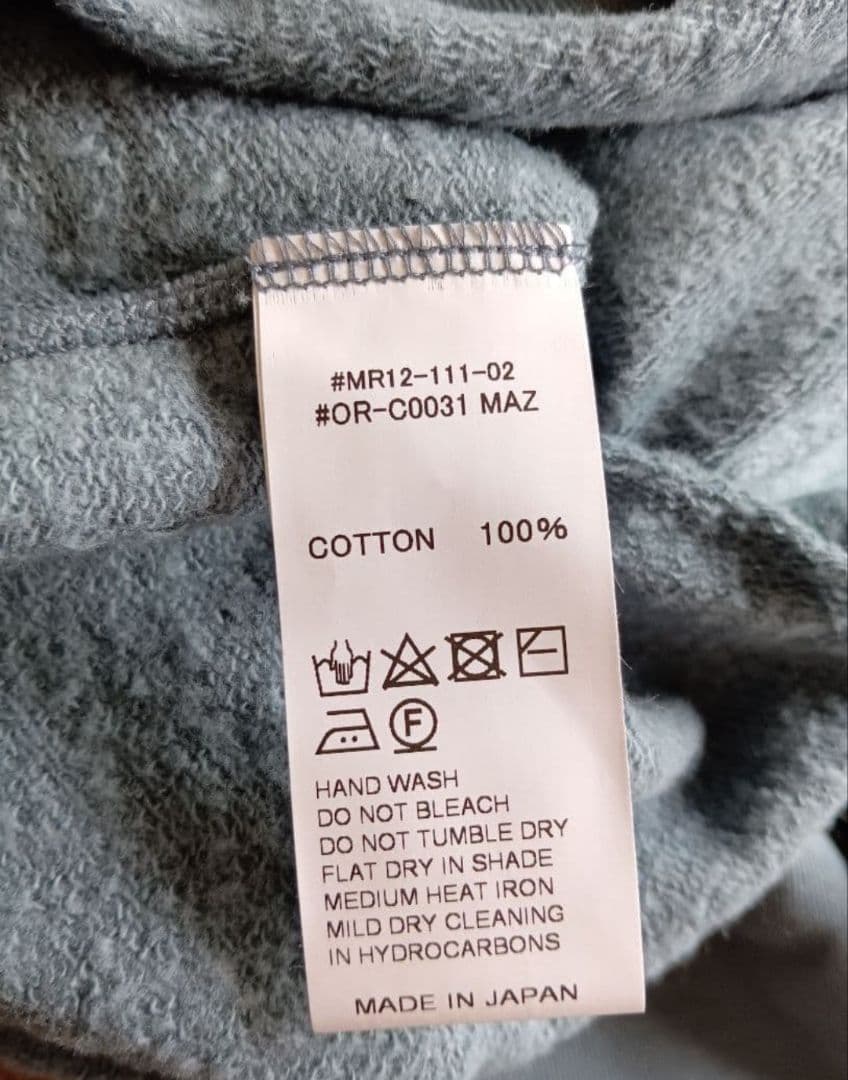 #MR12-111-02
#OR-C0031 MAZ
COTTON 100%
F
HAND WASH
DO NOT BLEACH
DO NOT TUMBLE DRY
FLAT DRY IN SHADE
MEDIUM HEAT IRON
MILD DRY CLEANING
IN HYDROCARBONS
MADE IN JAPAN